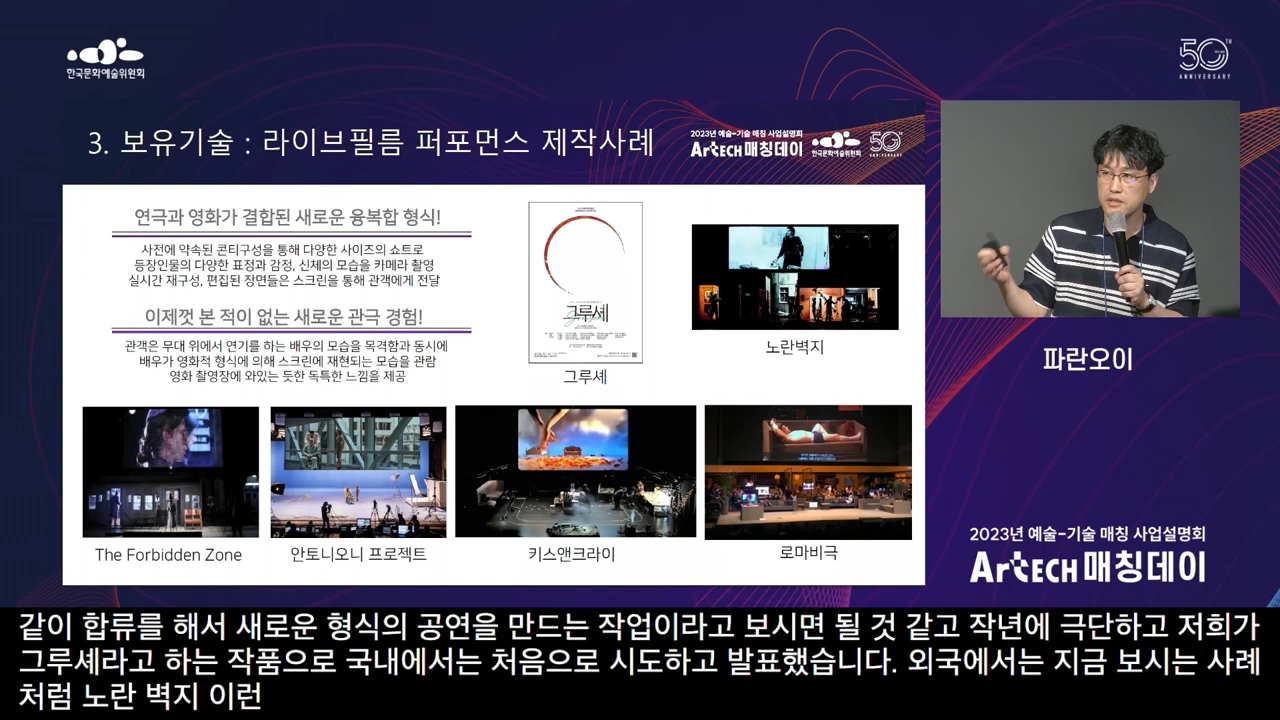 한국문화예술위원회
50TH
ANNIVERSARY
3. 보유기술 : 라이브필름 퍼포먼스 제작사례
2023년 예술-기술 매칭 사업설명회
ArtECH 매칭데이
한국문화예술위원회
50TH
ANNIVERSARY
연극과 영화가 결합된 새로운 융복합 형식!
사전에 약속된 콘티구성을 통해 다양한 사이즈의 쇼트로
등장인물의 다양한 표정과 감정, 신체의 모습을 카메라 촬영
실시간 재구성, 편집된 장면들은 스크린을 통해 관객에게 전달
이제껏 본 적이 없는 새로운 관극 경험!
관객은 무대 위에서 연기를 하는 배우의 모습을 목격함과 동시에
배우가 영화적 형식에 의해 스크린에 재현되는 모습을 관람
영화 촬영장에 와있는 듯한 독특한 느낌을 제공
그루셰
그루셰
노란벽지
The Forbidden Zone
안토니오니 프로젝트
키스앤크라이
로마비극
파란오이
2023년 예술-기술 매칭 사업설명회
ArtECH 매칭데이
같이 합류를 해서 새로운 형식의 공연을 만드는 작업이라고 보시면 될 것 같고 작년에 극단하고 저희가
그루셰라고 하는 작품으로 국내에서는 처음으로 시도하고 발표했습니다. 외국에서는 지금 보시는 사례
처럼 노란 벽지 이런